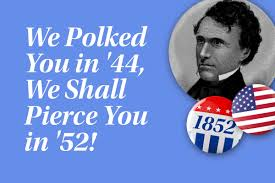 We Polked
You in '44,
We Shall
Pierce You
in '52!
1852